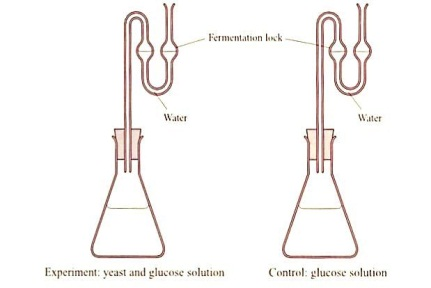 Fermentation lock
Water
Water
Experiment: yeast and glucose solution
Control: glucose solution